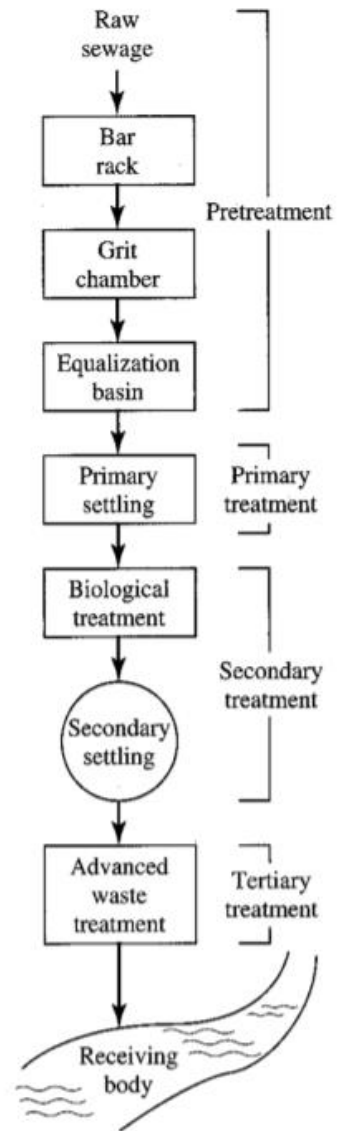 Raw
sewage
Bar
rack
Pretreatment
Grit
chamber
Equalization
basin
Primary
settling
Primary
treatment
Biological
treatment
Secondary
treatment
Secondary
settling
Advanced
waste
treatment
Tertiary
treatment
Receiving
body